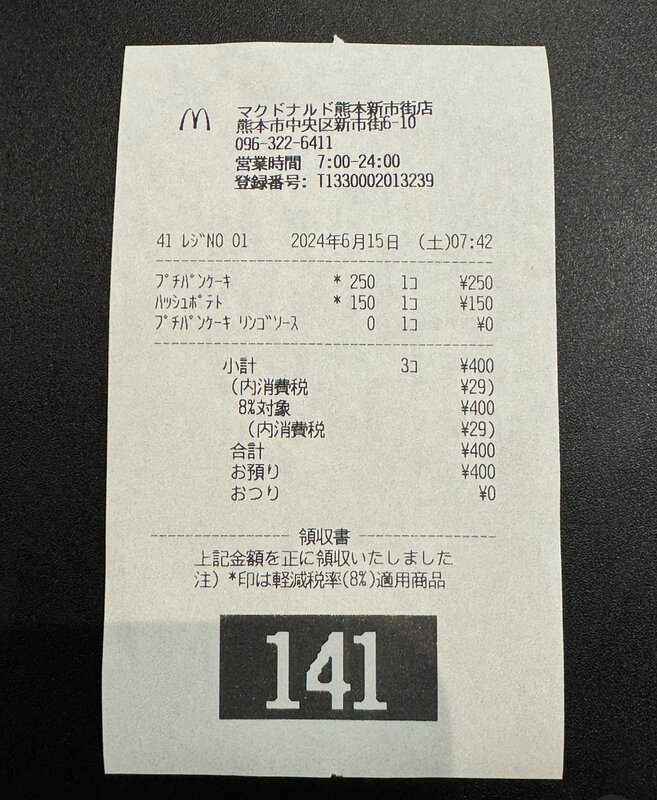 マクドナルド熊本新市街店
熊本市中央区新市街6-10
096-322-6411
営業時間 7:00-24:00
登録番号: T1330002013239
41 ﾚｼﾞNO 01 2024年6月15日 (土)07:42
ﾌﾟﾁﾊﾟﾝｹｰｷ * 250 1ｺ ¥250
ﾊｯｼｭﾎﾟﾃﾄ * 150 1ｺ ¥150
ﾌﾟﾁﾊﾟﾝｹｰｷ ﾘﾝｺﾞｿｰｽ 0 1ｺ ¥0
小計 3ｺ ¥400
(内消費税 ¥29)
8%対象 ¥400
(内消費税 ¥29)
合計 ¥400
お預り ¥400
おつり ¥0
領収書
上記金額を正に領収いたしました
注) *印は軽減税率(8%)適用商品
141